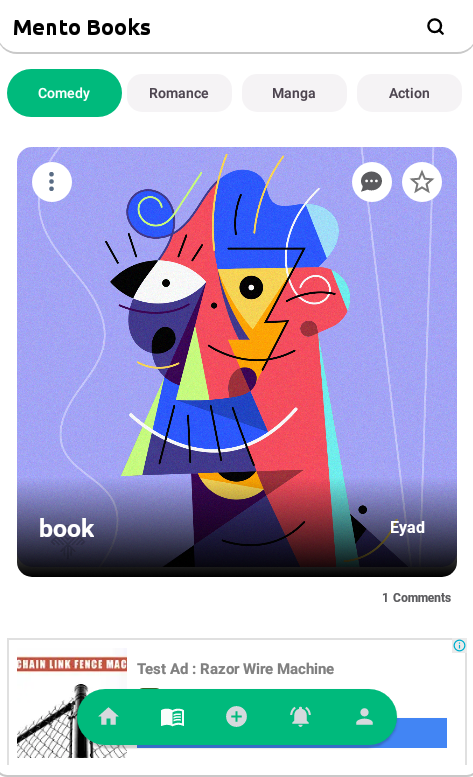 Mento Books
Comedy Romance Manga Action
book Eyad
1 Comments
CHAIN LINK FENCE MAC
Test Ad : Razor Wire Machine